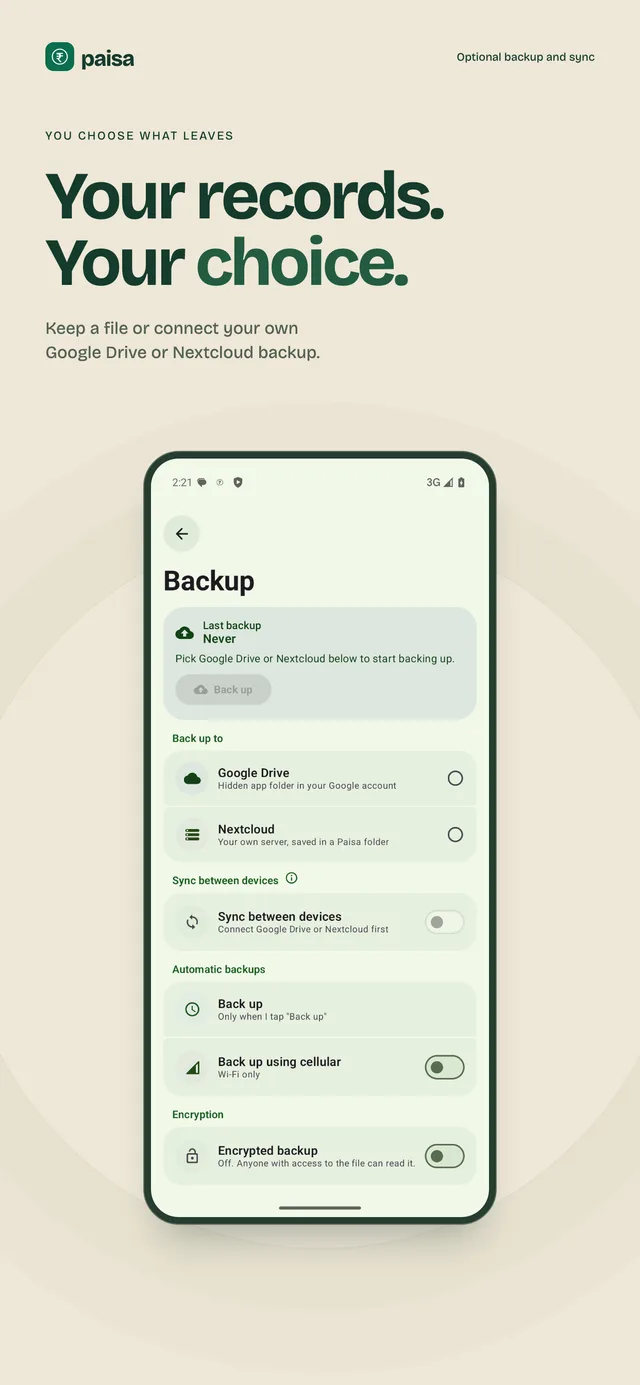 paisa
Optional backup and sync
YOU CHOOSE WHAT LEAVES
Your records.
Your choice.
Keep a file or connect your own
Google Drive or Nextcloud backup.
2:21
3G
Backup
Last backup
Never
Pick Google Drive or Nextcloud below to start backing up.
Back up
Back up to
Google Drive
Hidden app folder in your Google account
Nextcloud
Your own server, saved in a Paisa folder
Sync between devices
Sync between devices
Connect Google Drive or Nextcloud first
Automatic backups
Back up
Only when I tap "Back up"
Back up using cellular
Wi-Fi only
Encryption
Encrypted backup
Off. Anyone with access to the file can read it.